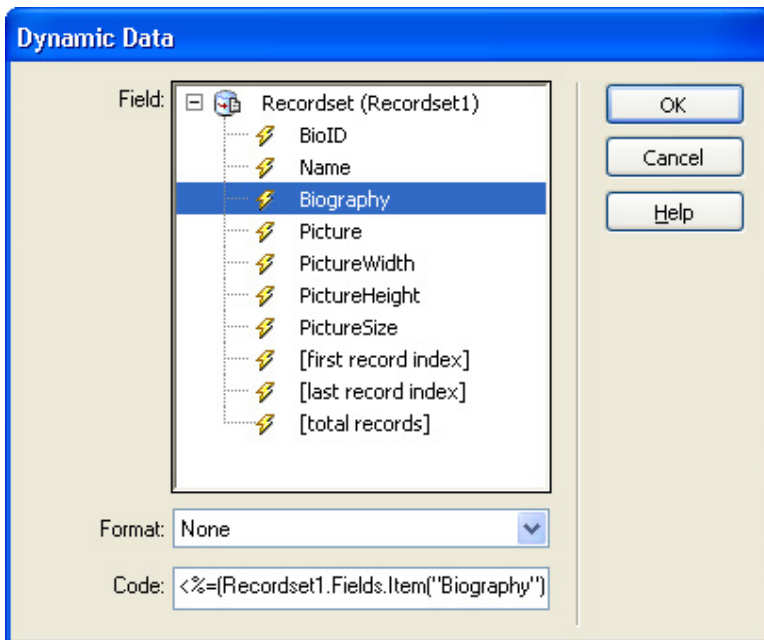 Dynamic Data
Field:
Recordset (Recordset1)
BioID
Name
Biography
Picture
PictureWidth
PictureHeight
PictureSize
[first record index]
[last record index]
[total records]
OK
Cancel
Help
Format: None
Code: <%=(Recordset1.Fields.Item("Biography")